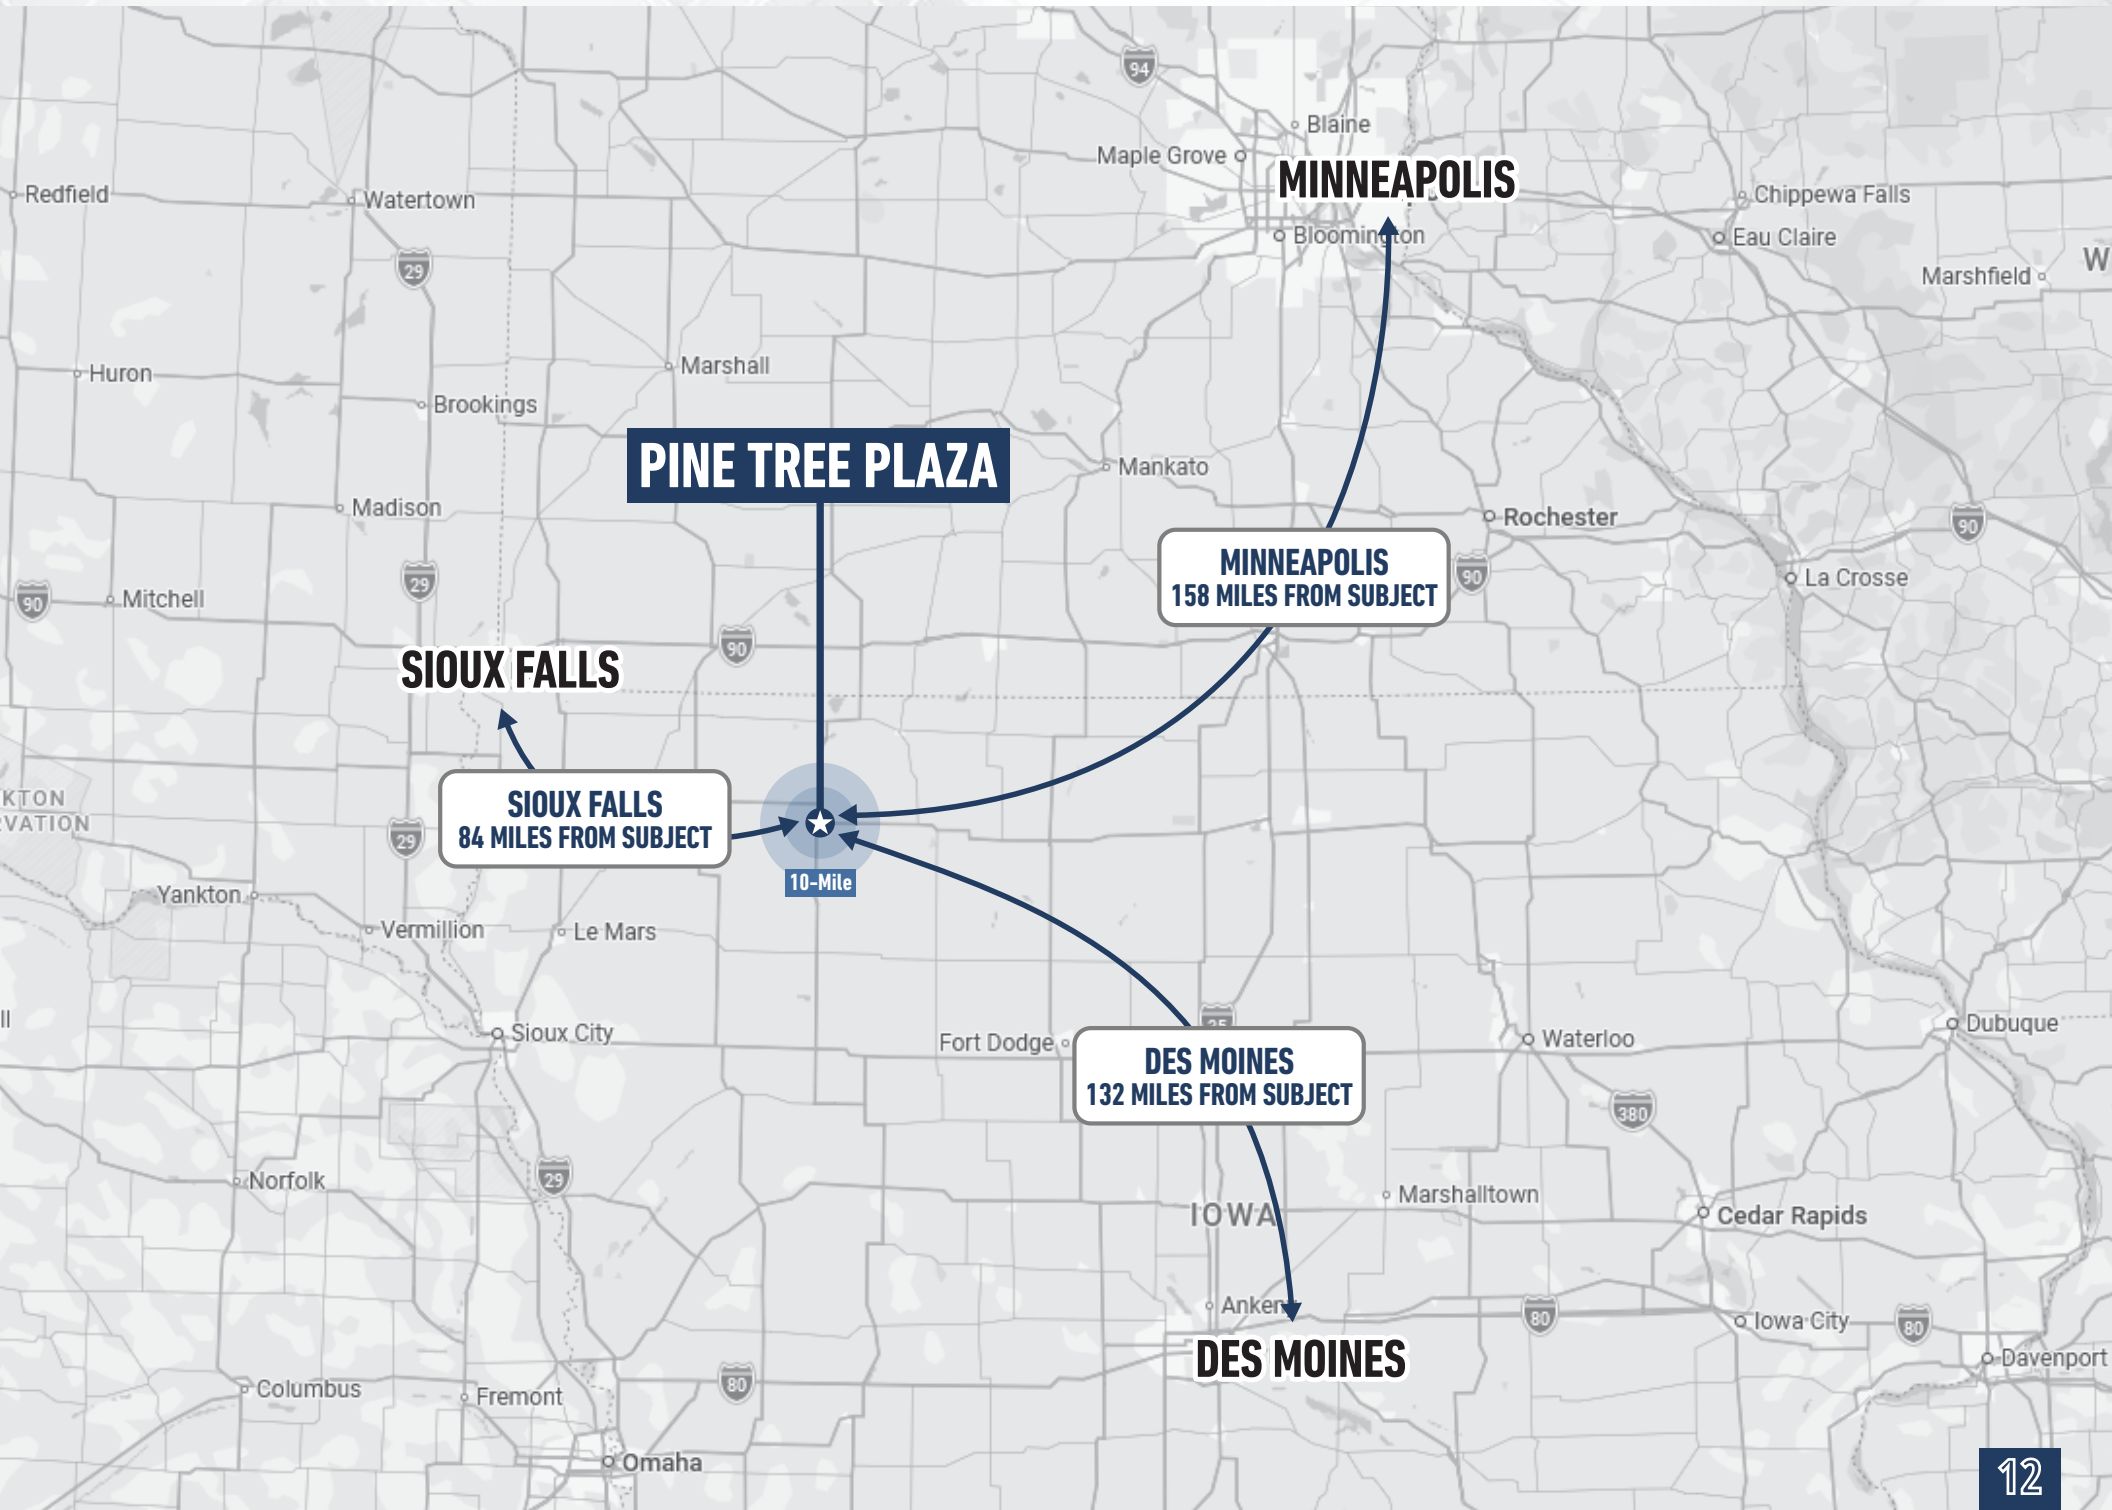 94
Blaine
Maple Grove
MINNEAPOLIS
Redfield
Watertown
Chippewa Falls
Bloomington
Eau Claire
W
29
Marshfield
Marshall
Huron
Brookings
PINE TREE PLAZA
Mankato
Madison
Rochester
90
MINNEAPOLIS
158 MILES FROM SUBJECT
90
29
La Crosse
90
Mitchell
90
SIOUX FALLS
KTON
RVATION
SIOUX FALLS
84 MILES FROM SUBJECT
29
10-Mile
Yankton
Vermillion
Le Mars
ll
Sioux City
Fort Dodge
35
Waterloo
Dubuque
DES MOINES
132 MILES FROM SUBJECT
380
29
Norfolk
Marshalltown
IOWA
Cedar Rapids
Ankeny
80
Iowa City
80
DES MOINES
Davenport
80
Columbus
Fremont
Omaha
12